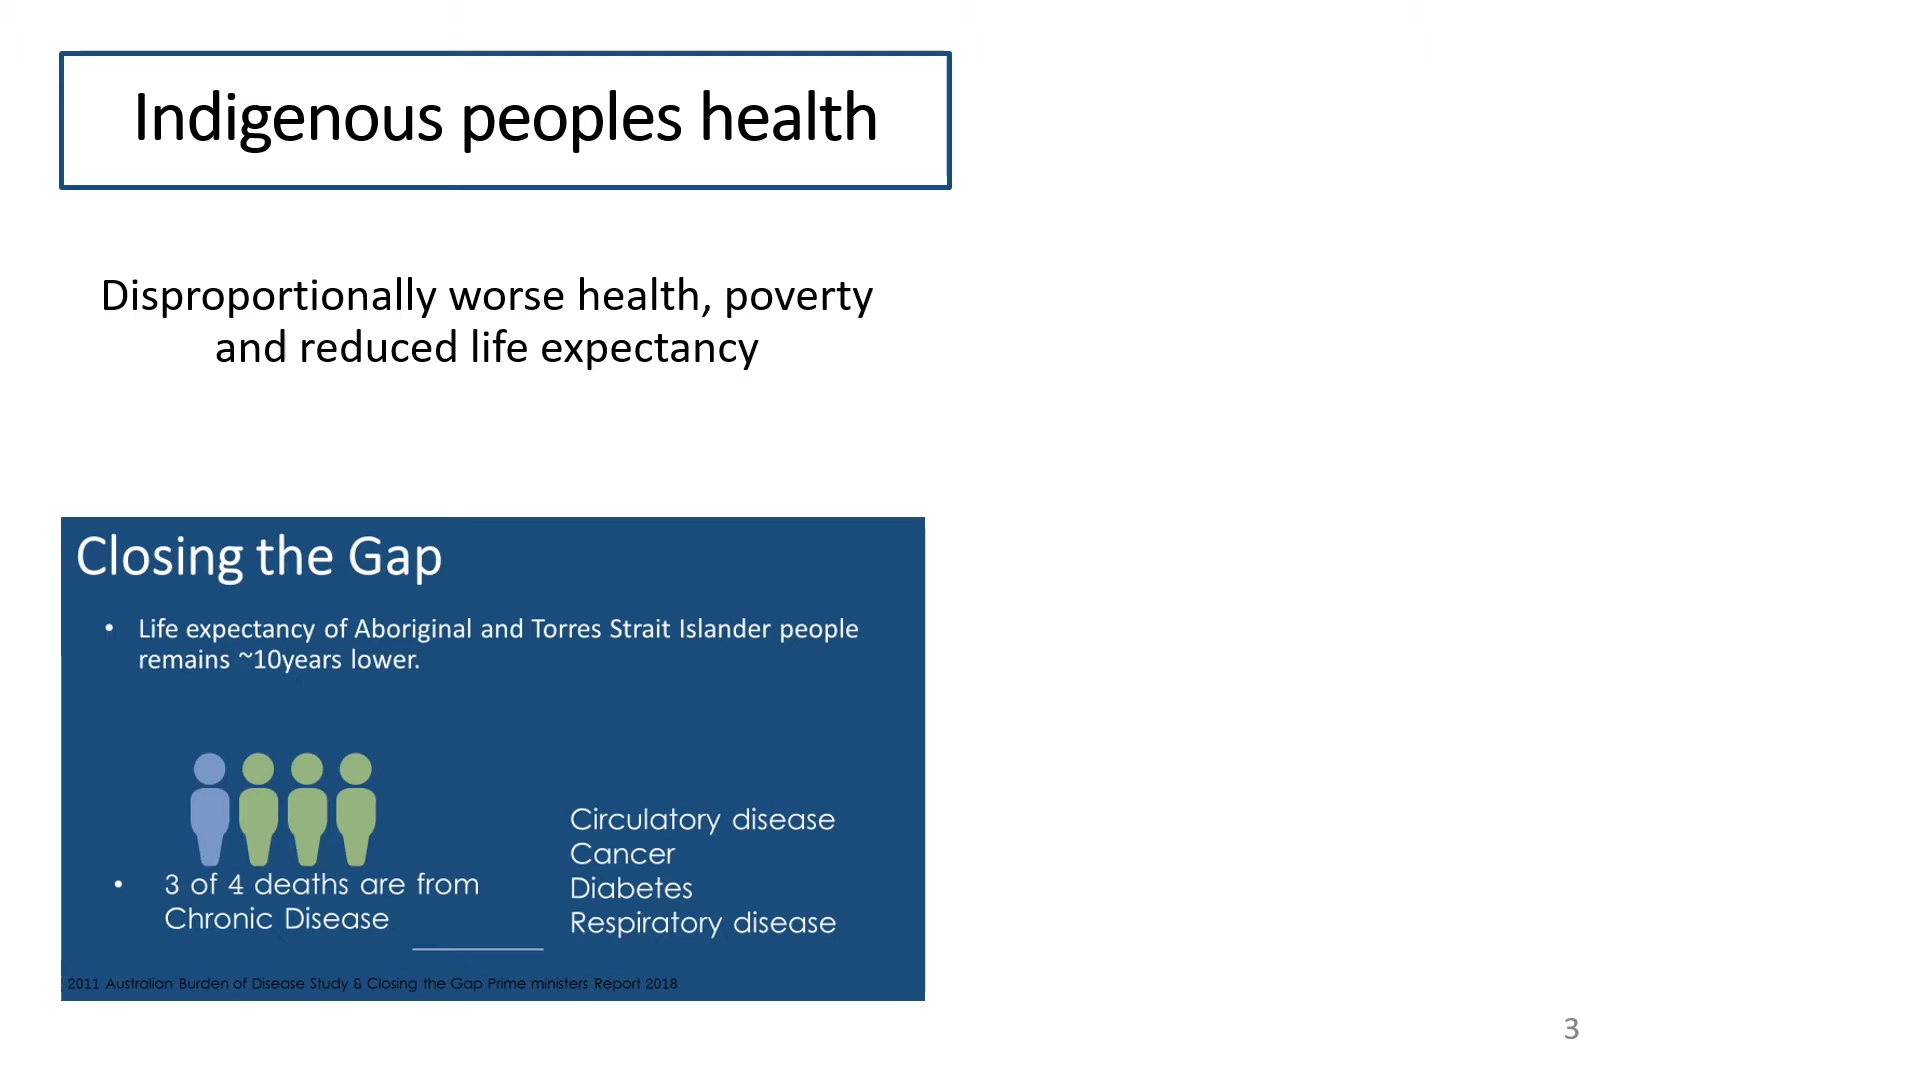 Indigenous peoples health
Disproportionally worse health, poverty
and reduced life expectancy
Closing the Gap
• Life expectancy of Aboriginal and Torres Strait Islander people
remains ~10years lower.
• 3 of 4 deaths are from
Chronic Disease
Circulatory disease
Cancer
Diabetes
Respiratory disease
2011 Australian Burden of Disease Study & Closing the Gap Prime ministers Report 2018
3